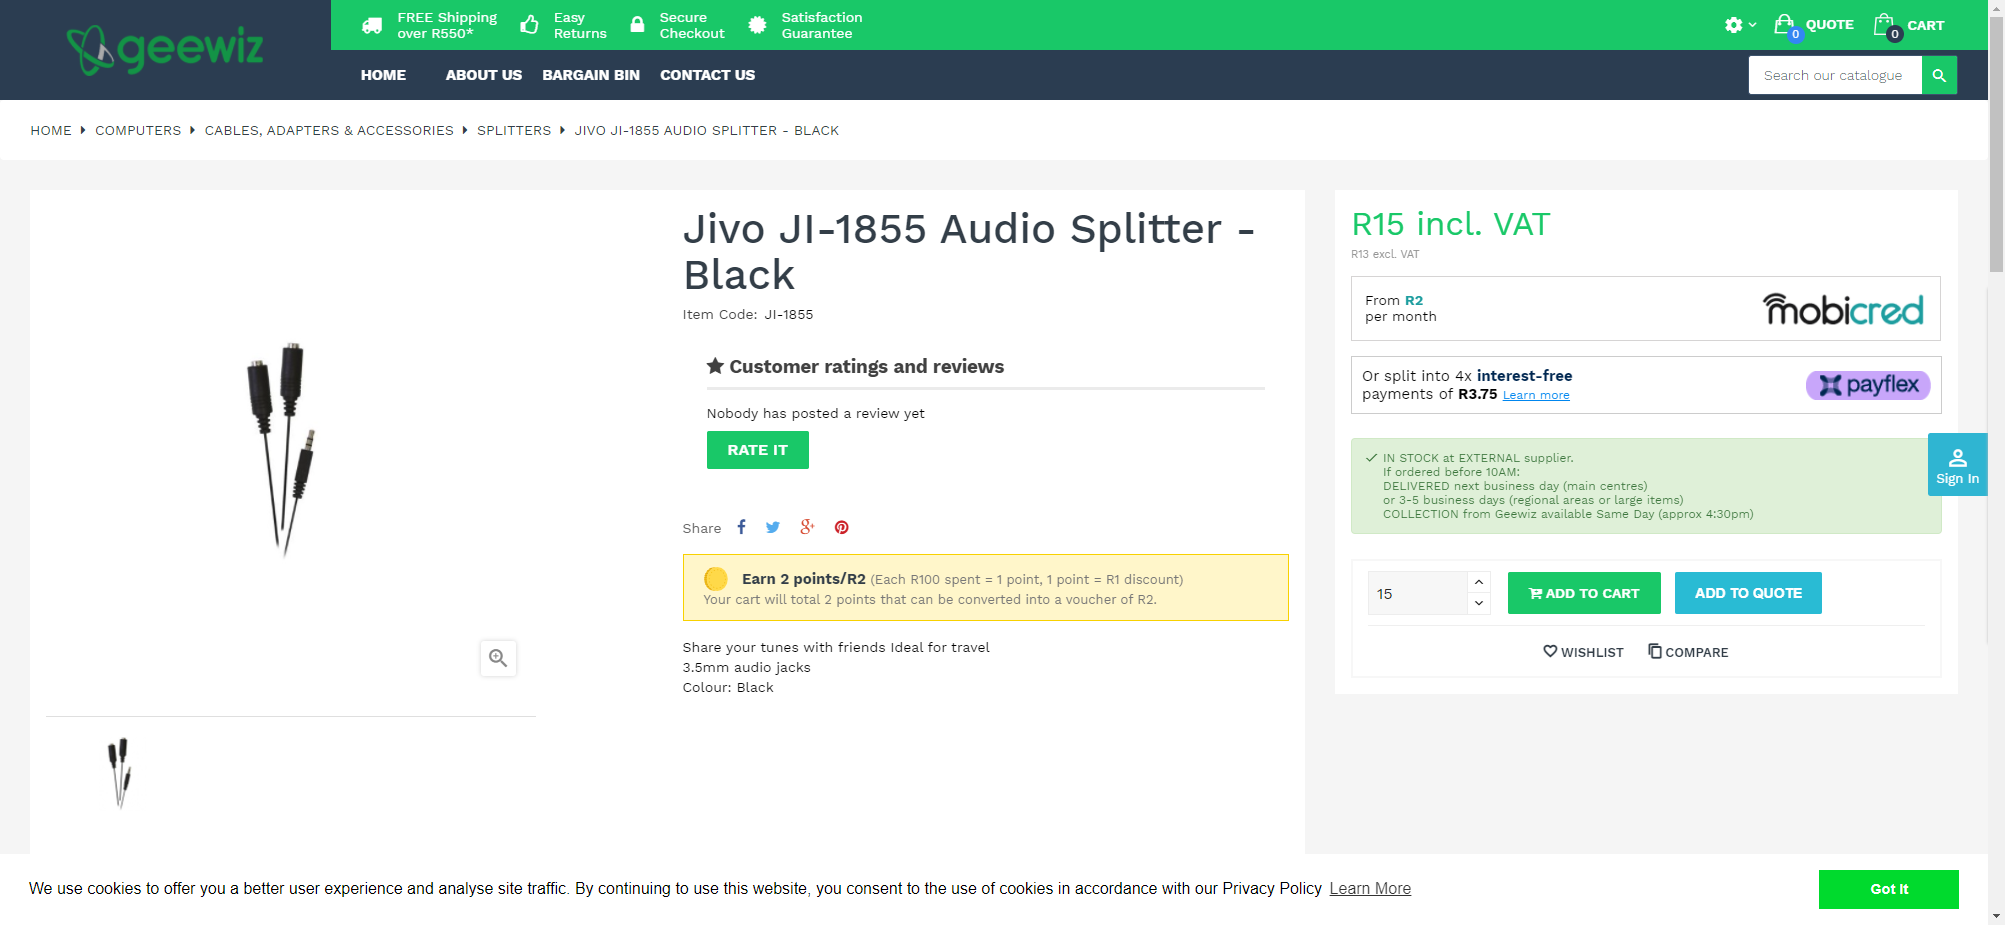 geewiz
FREE Shipping
over R550*
Easy
Returns
Secure
Checkout
Satisfaction
Guarantee
0
QUOTE
0
CART
HOME
ABOUT US
BARGAIN BIN
CONTACT US
Search our catalogue
HOME
COMPUTERS
CABLES, ADAPTERS & ACCESSORIES
SPLITTERS
JIVO JI-1855 AUDIO SPLITTER - BLACK
Jivo JI-1855 Audio Splitter -
Black
Item Code: JI-1855
Customer ratings and reviews
Nobody has posted a review yet
RATE IT
Share
Earn 2 points/R2 (Each R100 spent = 1 point, 1 point = R1 discount)
Your cart will total 2 points that can be converted into a voucher of R2.
Share your tunes with friends Ideal for travel
3.5mm audio jacks
Colour: Black
R15 incl. VAT
R13 excl. VAT
From R2
per month
mobicred
Or split into 4x interest-free
payments of R3.75 Learn more
payflex
IN STOCK at EXTERNAL supplier.
If ordered before 10AM:
DELIVERED next business day (main centres)
or 3-5 business days (regional areas or large items)
COLLECTION from Geewiz available Same Day (approx 4:30pm)
Sign In
15
ADD TO CART
ADD TO QUOTE
WISHLIST
COMPARE
We use cookies to offer you a better user experience and analyse site traffic. By continuing to use this website, you consent to the use of cookies in accordance with our Privacy Policy Learn More
Got It